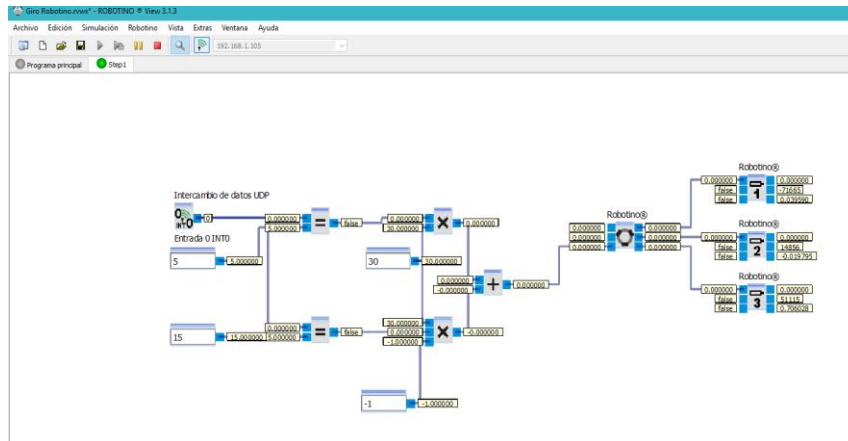 Giro Robotino.rvws* - ROBOTINO ® View 3.1.3
Archivo Edición Simulación Robotino Vista Extras Ventana Ayuda
192.168.1.105
Programa principal Step1
Intercambio de datos UDP
0
INT0
Entrada 0 INT0
0.000000
5.000000
=
false
5
5.000000
0.000000
30.000000
×
0.000000
30
30.000000
15
15.000000
0.000000
5.000000
=
false
30.000000
0.000000
-1.000000
×
-0.000000
-1
-1.000000
0.000000
-0.000000
+
0.000000
Robotino®
0.000000 0.000000
0.000000 0.000000
0.000000 0.000000
Robotino®
0.000000 1 0.000000
false -71665
false 0.039590
Robotino®
0.000000 2 0.000000
false 14856
false -0.019795
Robotino®
0.000000 3 0.000000
false 51115
false 0.706028